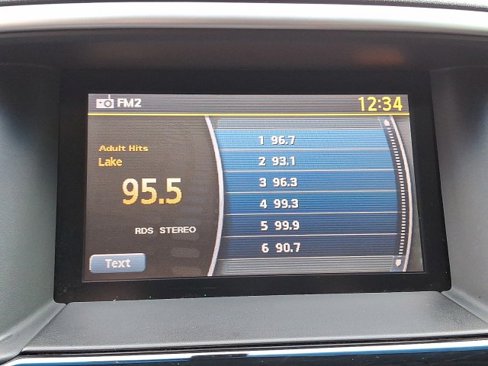 FM2 12:34
Adult Hits
Lake
95.5
RDS STEREO
Text
1 96.7
2 93.1
3 96.3
4 99.3
5 99.9
6 90.7